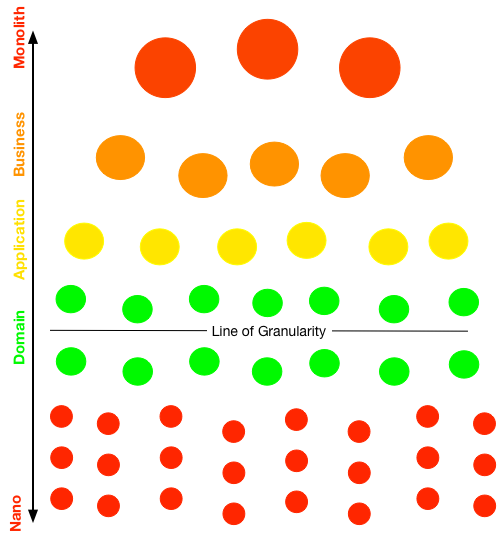 Monolith
Business
Application
Domain
Line of Granularity
Nano